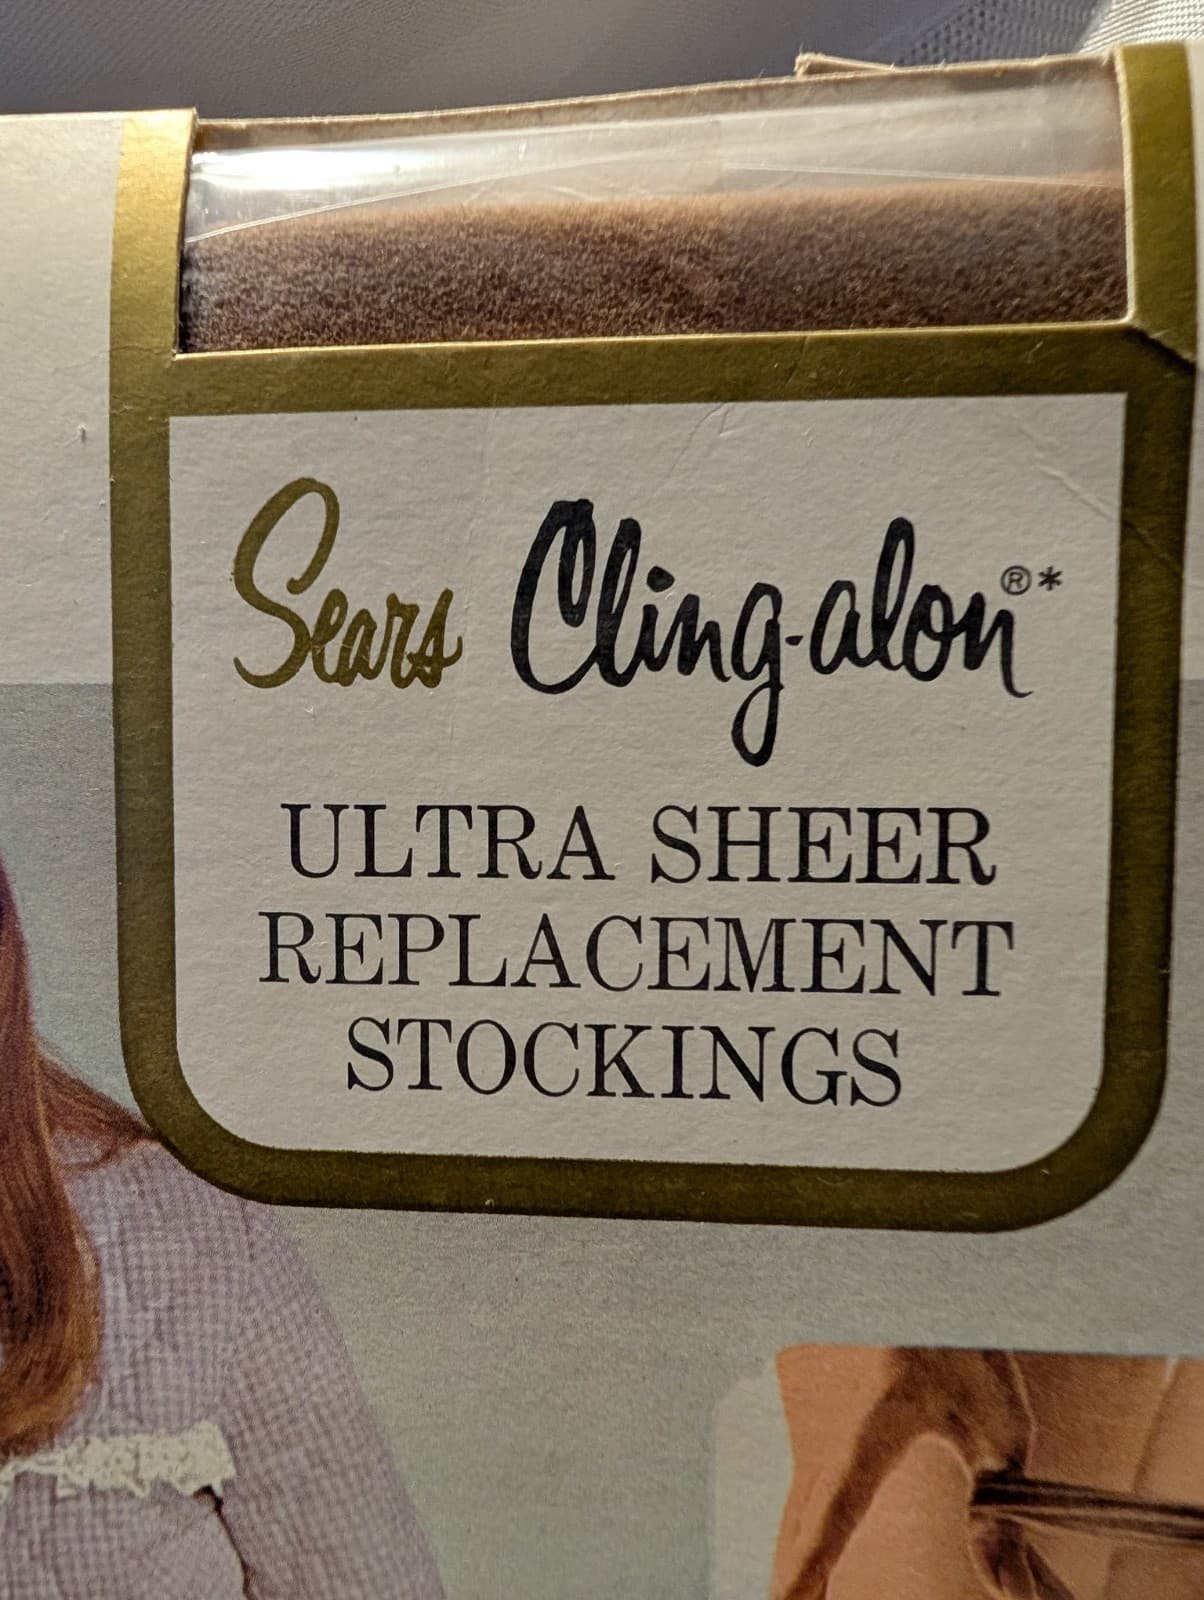 Sears Cling-alon®*
ULTRA SHEER
REPLACEMENT
STOCKINGS